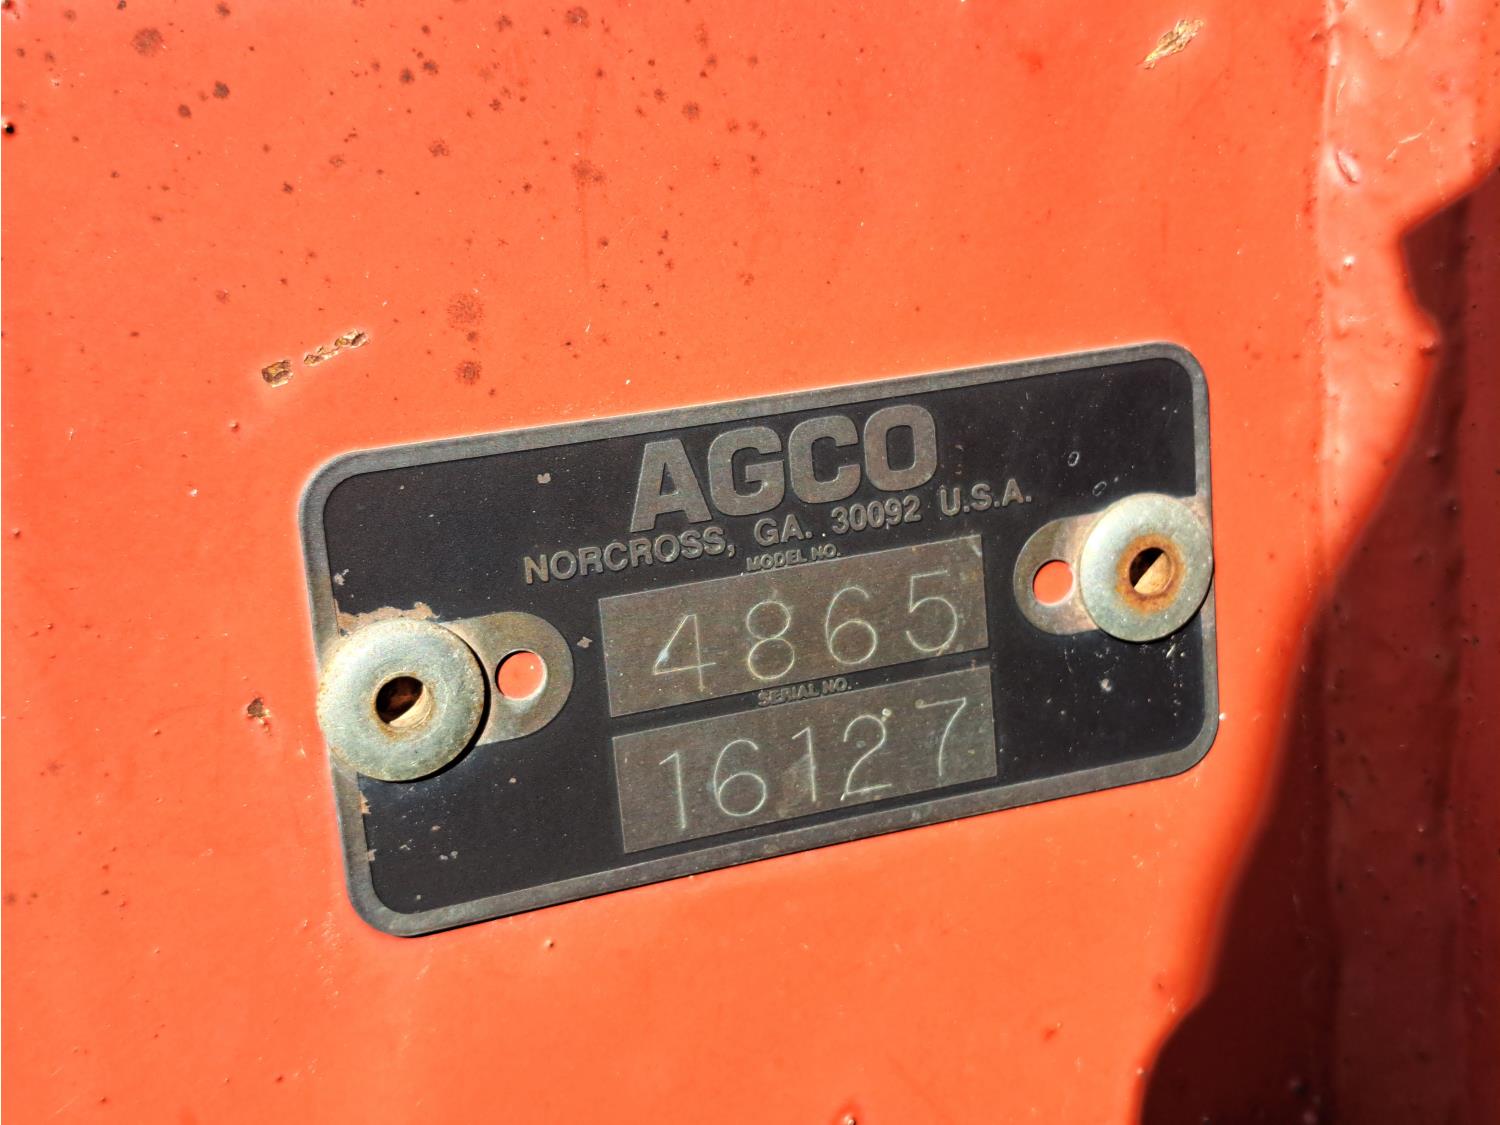 AGCO
NORCROSS, GA. 30092 U.S.A.
MODEL NO.
4865
SERIAL NO.
16127